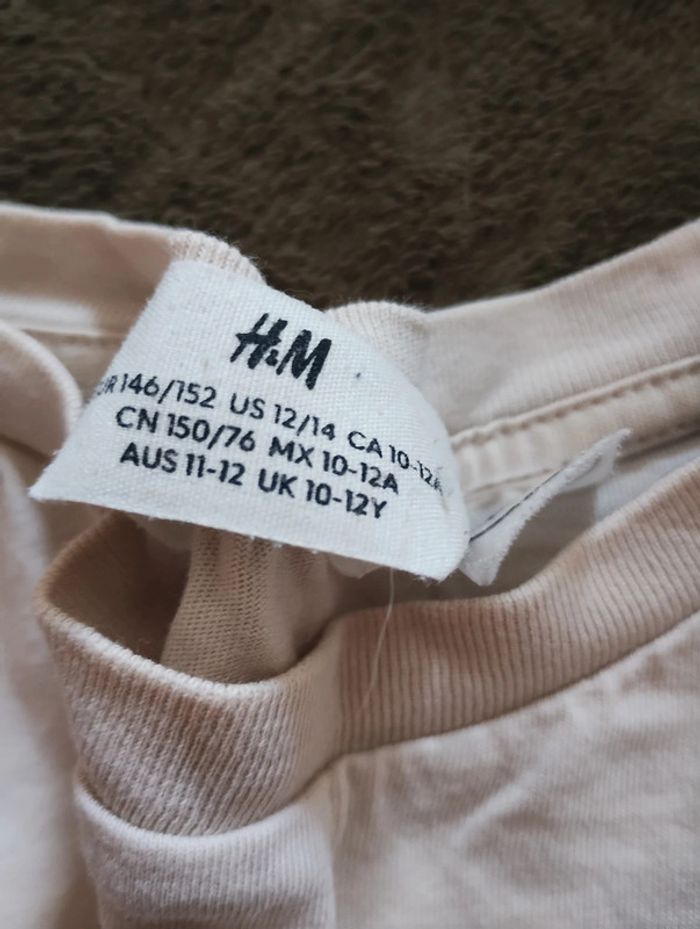 H&M
EUR 146/152 US 12/14 CA 10-12A
CN 150/76 MX 10-12A
AUS 11-12 UK 10-12Y